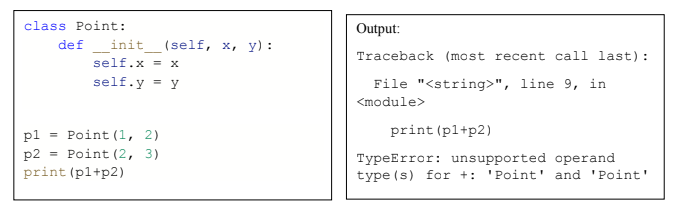 class Point:
    def __init__(self, x, y):
        self.x = x
        self.y = y
p1 = Point(1, 2)
p2 = Point(2, 3)
print(p1+p2)
Output:
Traceback (most recent call last):
  File "<string>", line 9, in
<module>
    print(p1+p2)
TypeError: unsupported operand
type(s) for +: 'Point' and 'Point'